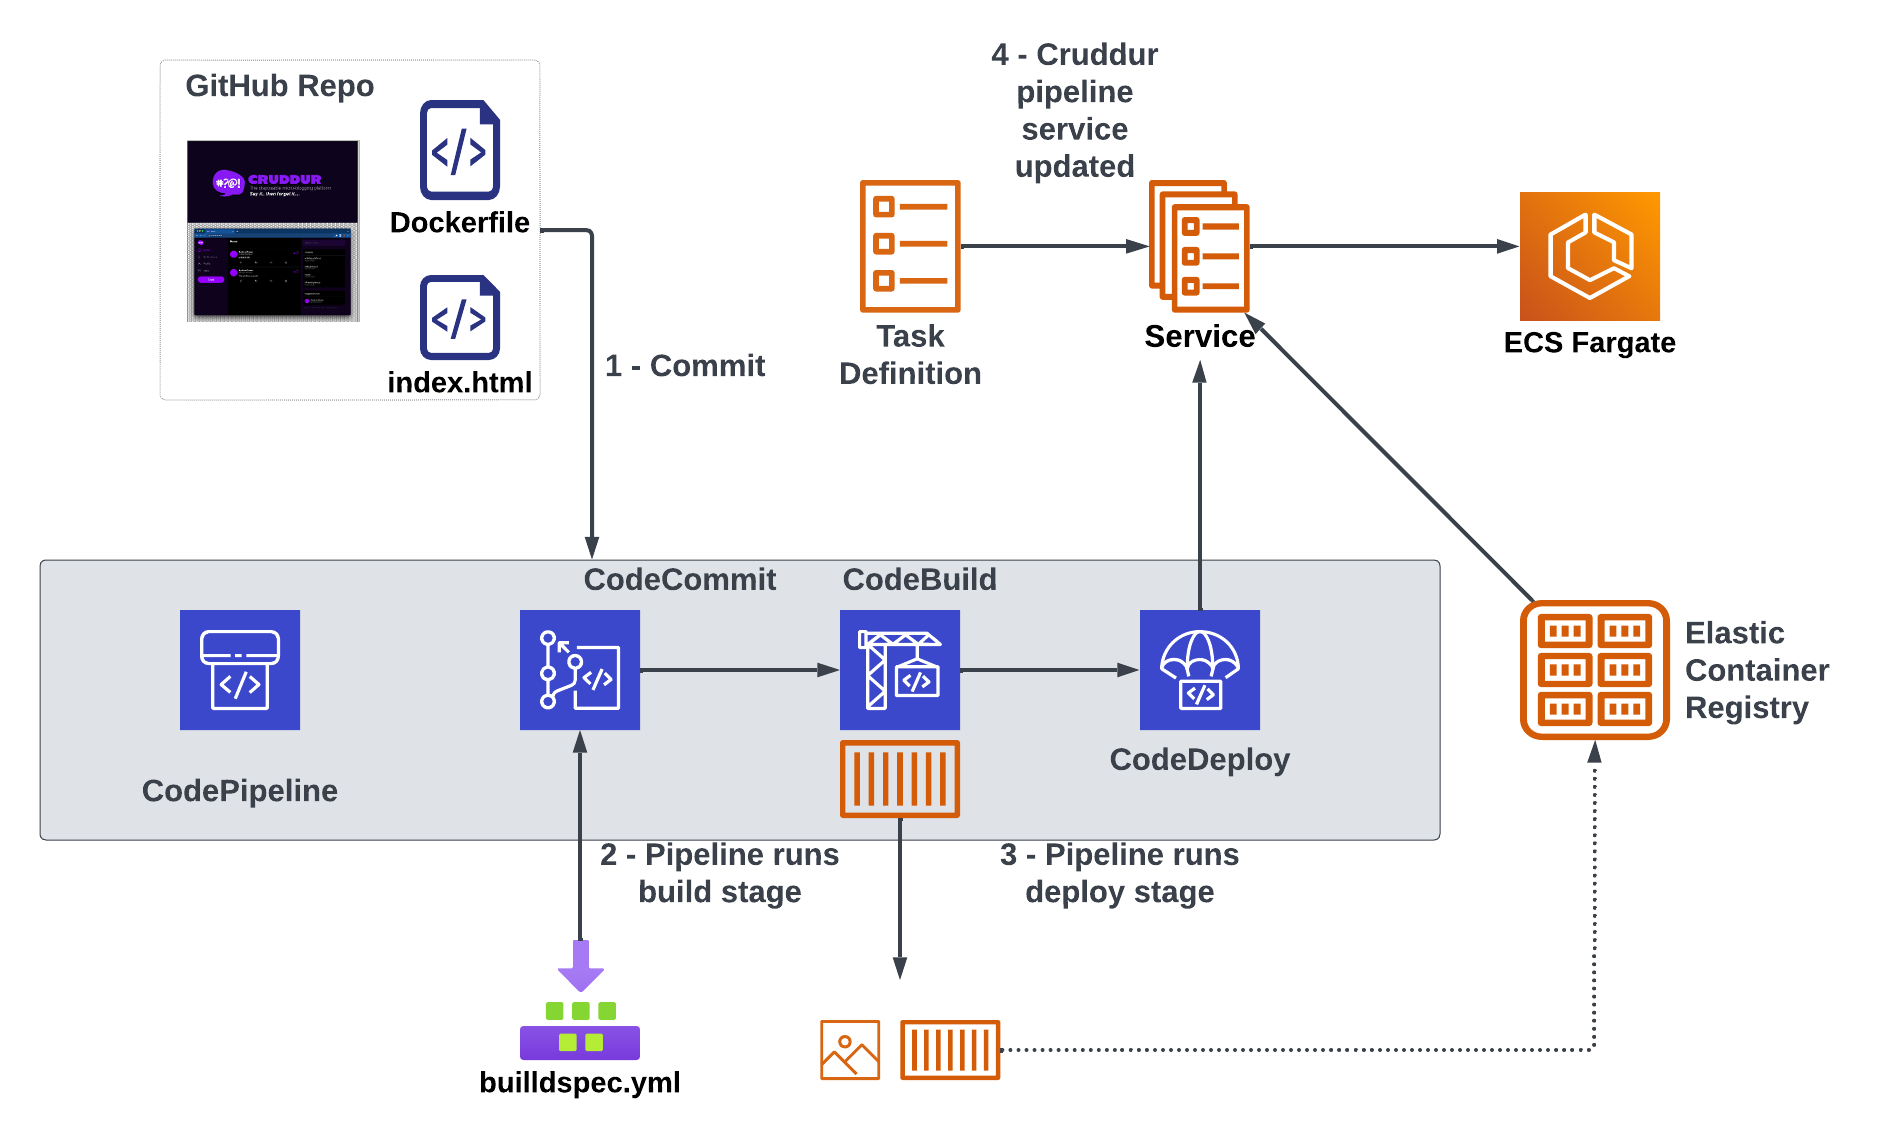 GitHub Repo
#?@!
CRUDDUR
Dockerfile
index.html
1 - Commit
4 - Cruddur
pipeline
service
updated
Task
Definition
Service
ECS Fargate
CodeCommit
CodeBuild
CodePipeline
CodeDeploy
Elastic
Container
Registry
2 - Pipeline runs
build stage
3 - Pipeline runs
deploy stage
builldspec.yml